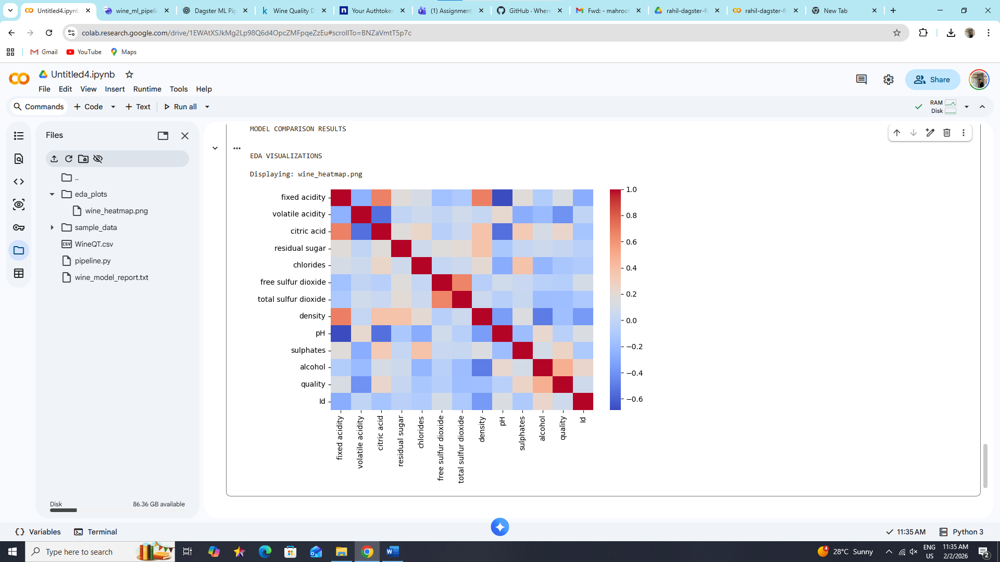 Untitled4.ipynb
wine_ml_pipelin
Dagster ML Pip
Wine Quality D
Your Authtoken
(1) Assignment
GitHub · Where
Fwd: - mahroof
rahil-dagster-fi
rahil-dagster-fi
New Tab
colab.research.google.com/drive/1EWAtXSJkMg2Lp98Q6d4OpcZMFpqeZzEu#scrollTo=BNZaVmtT5p7c
Gmail
YouTube
Maps
Untitled4.ipynb
File Edit View Insert Runtime Tools Help
Share
Commands + Code + Text Run all
RAM
Disk
Files
..
eda_plots
wine_heatmap.png
sample_data
CSV WineQT.csv
pipeline.py
wine_model_report.txt
Disk 86.36 GB available
MODEL COMPARISON RESULTS
EDA VISUALIZATIONS
Displaying: wine_heatmap.png
fixed acidity
volatile acidity
citric acid
residual sugar
chlorides
free sulfur dioxide
total sulfur dioxide
density
pH
sulphates
alcohol
quality
Id
fixed acidity
volatile acidity
citric acid
residual sugar
chlorides
free sulfur dioxide
total sulfur dioxide
density
pH
sulphates
alcohol
quality
Id
1.0
0.8
0.6
0.4
0.2
0.0
−0.2
−0.4
−0.6
Variables Terminal
11:35 AM Python 3
Type here to search
4
28°C Sunny
ENG
US
11:35 AM
2/2/2026
2